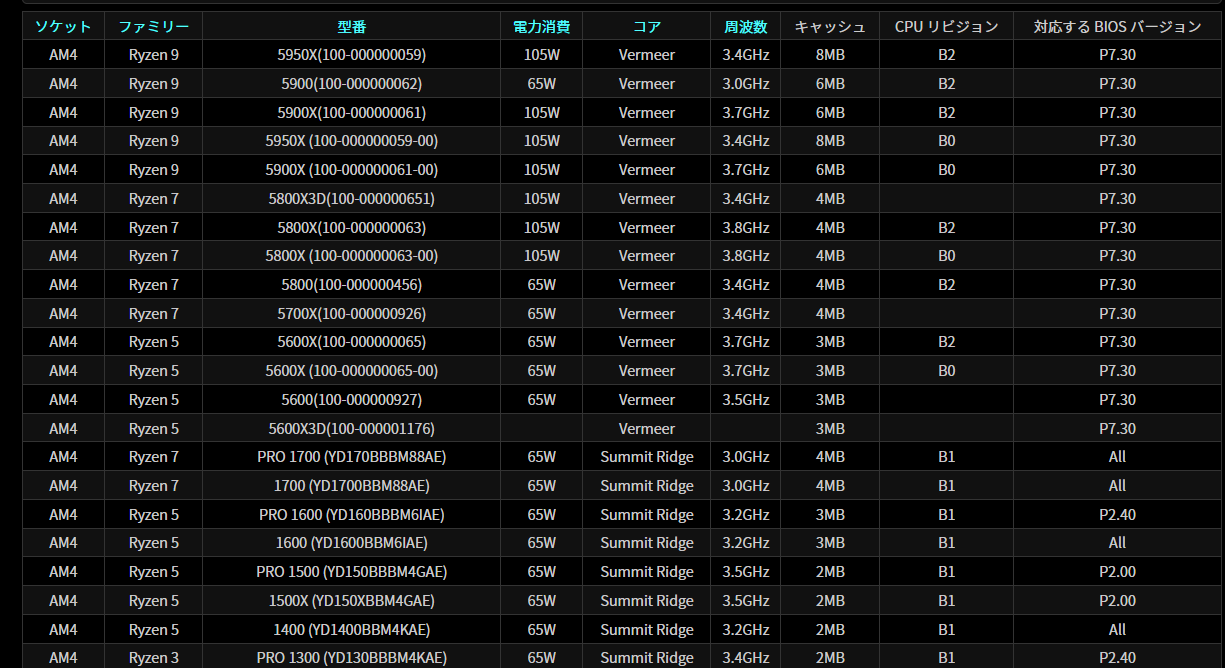 ソケット ファミリー 型番 電力消費 コア 周波数 キャッシュ CPU リビジョン 対応する BIOS バージョン
AM4 Ryzen 9 5950X(100-000000059) 105W Vermeer 3.4GHz 8MB B2 P7.30
AM4 Ryzen 9 5900(100-000000062) 65W Vermeer 3.0GHz 6MB B2 P7.30
AM4 Ryzen 9 5900X(100-000000061) 105W Vermeer 3.7GHz 6MB B2 P7.30
AM4 Ryzen 9 5950X (100-000000059-00) 105W Vermeer 3.4GHz 8MB B0 P7.30
AM4 Ryzen 9 5900X (100-000000061-00) 105W Vermeer 3.7GHz 6MB B0 P7.30
AM4 Ryzen 7 5800X3D(100-000000651) 105W Vermeer 3.4GHz 4MB P7.30
AM4 Ryzen 7 5800X(100-000000063) 105W Vermeer 3.8GHz 4MB B2 P7.30
AM4 Ryzen 7 5800X (100-000000063-00) 105W Vermeer 3.8GHz 4MB B0 P7.30
AM4 Ryzen 7 5800(100-000000456) 65W Vermeer 3.4GHz 4MB B2 P7.30
AM4 Ryzen 7 5700X(100-000000926) 65W Vermeer 3.4GHz 4MB P7.30
AM4 Ryzen 5 5600X(100-000000065) 65W Vermeer 3.7GHz 3MB B2 P7.30
AM4 Ryzen 5 5600X (100-000000065-00) 65W Vermeer 3.7GHz 3MB B0 P7.30
AM4 Ryzen 5 5600(100-000000927) 65W Vermeer 3.5GHz 3MB P7.30
AM4 Ryzen 5 5600X3D(100-000001176) Vermeer 3MB P7.30
AM4 Ryzen 7 PRO 1700 (YD170BBBM88AE) 65W Summit Ridge 3.0GHz 4MB B1 All
AM4 Ryzen 7 1700 (YD1700BBM88AE) 65W Summit Ridge 3.0GHz 4MB B1 All
AM4 Ryzen 5 PRO 1600 (YD160BBBM6IAE) 65W Summit Ridge 3.2GHz 3MB B1 P2.40
AM4 Ryzen 5 1600 (YD1600BBM6IAE) 65W Summit Ridge 3.2GHz 3MB B1 All
AM4 Ryzen 5 PRO 1500 (YD150BBBM4GAE) 65W Summit Ridge 3.5GHz 2MB B1 P2.00
AM4 Ryzen 5 1500X (YD150XBBM4GAE) 65W Summit Ridge 3.5GHz 2MB B1 P2.00
AM4 Ryzen 5 1400 (YD1400BBM4KAE) 65W Summit Ridge 3.2GHz 2MB B1 All
AM4 Ryzen 3 PRO 1300 (YD130BBBM4KAE) 65W Summit Ridge 3.4GHz 2MB B1 P2.40